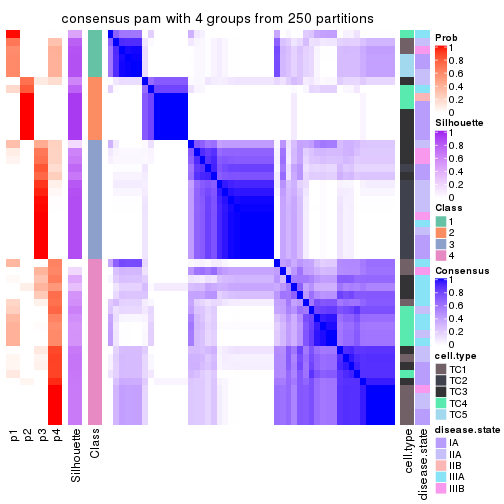 consensus pam with 4 groups from 250 partitions
Prob
1
0.8
0.6
0.4
0.2
0
Silhouette
1
0.8
0.6
0.4
0.2
0
Class
1
2
3
4
Consensus
1
0.8
0.6
0.4
0.2
0
cell.type
TC1
TC2
TC3
TC4
TC5
disease.state
IA
IIA
IIB
IIIA
IIIB
p1
p2
p3
p4
Silhouette
Class
cell.type
disease.state